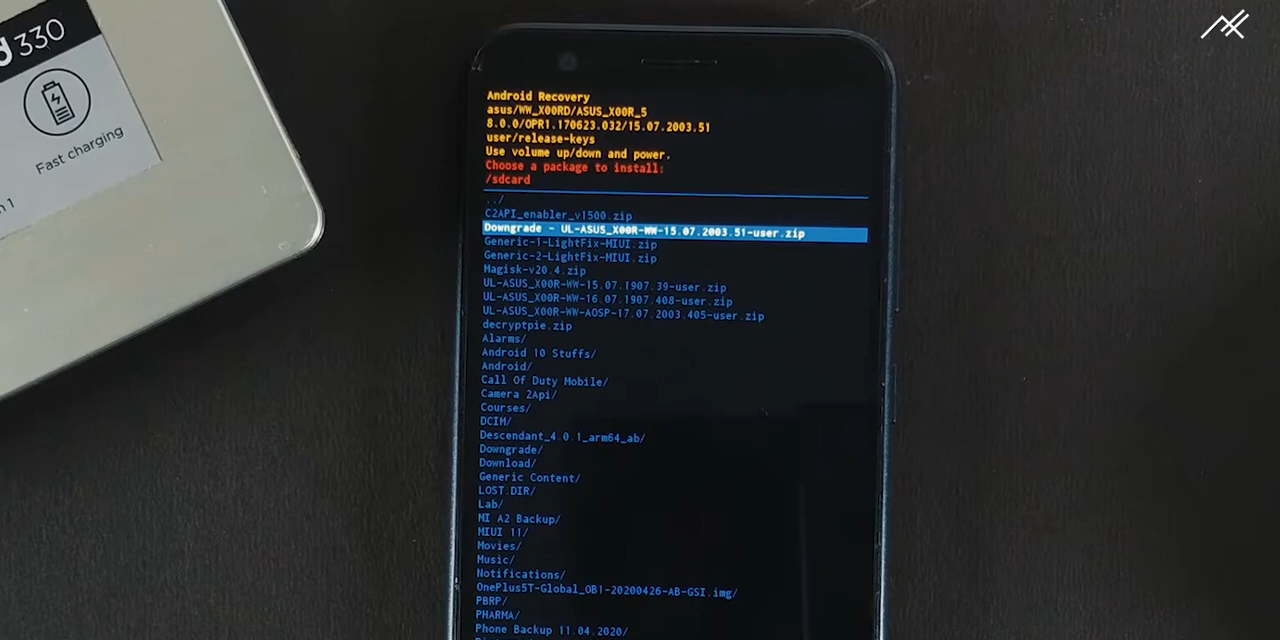 330
Fast charging
Android Recovery
asus/WW_X00RD/ASUS_X00R_5
8.0.0/OPR1.170623.032/15.07.2003.51
user/release-keys
Use volume up/down and power.
Choose a package to install:
/sdcard
../
C2API_enabler_v1500.zip
Downgrade - UL-ASUS_X00R-WW-15.07.2003.51-user.zip
Generic-1-LightFix-MIUI.zip
Generic-2-LightFix-MIUI.zip
Magisk-v20.4.zip
UL-ASUS_X00R-WW-15.07.1907.39-user.zip
UL-ASUS_X00R-WW-16.07.1907.408-user.zip
UL-ASUS_X00R-WW-AOSP-17.07.2003.405-user.zip
decryptpie.zip
Alarms/
Android 10 Stuffs/
Android/
Call Of Duty Mobile/
Camera 2Api/
Courses/
DCIM/
Descendant_4.0.1_arm64_ab/
Downgrade/
Download/
Generic Content/
LOST.DIR/
Lab/
MI A2 Backup/
MIUI 11/
Movies/
Music/
Notifications/
OnePlus5T-Global_OB1-20200426-AB-GSI.img/
PBRP/
PHARMA/
Phone Backup 11.04.2020/